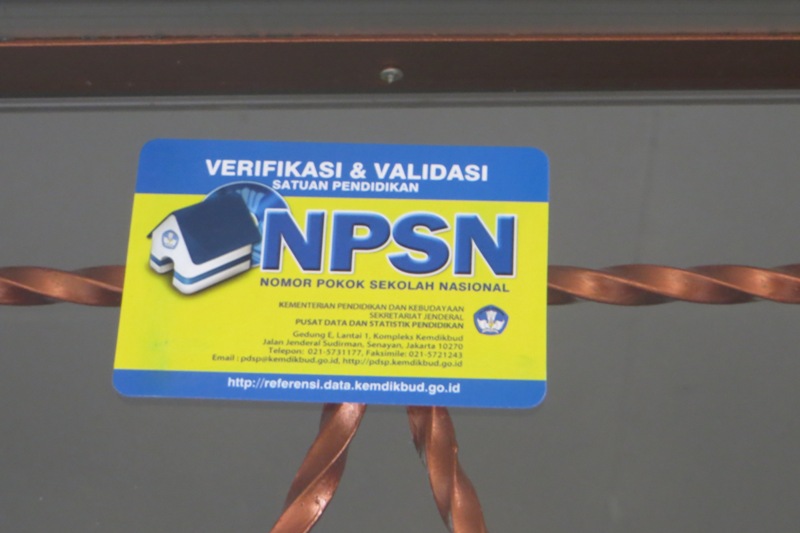 VERIFIKASI & VALIDASI
SATUAN PENDIDIKAN
NPSN
NOMOR POKOK SEKOLAH NASIONAL
KEMENTERIAN PENDIDIKAN DAN KEBUDAYAAN
SEKRETARIAT JENDERAL
PUSAT DATA DAN STATISTIK PENDIDIKAN
Gedung E, Lantai 1, Kompleks Kemdikbud
Jalan Jenderal Sudirman, Senayan, Jakarta 10270
Telepon: 021-5731177, Faksimile: 021-5721243
Email : pdsp@kemdikbud.go.id, http://pdsp.kemdikbud.go.id
http://referensi.data.kemdikbud.go.id